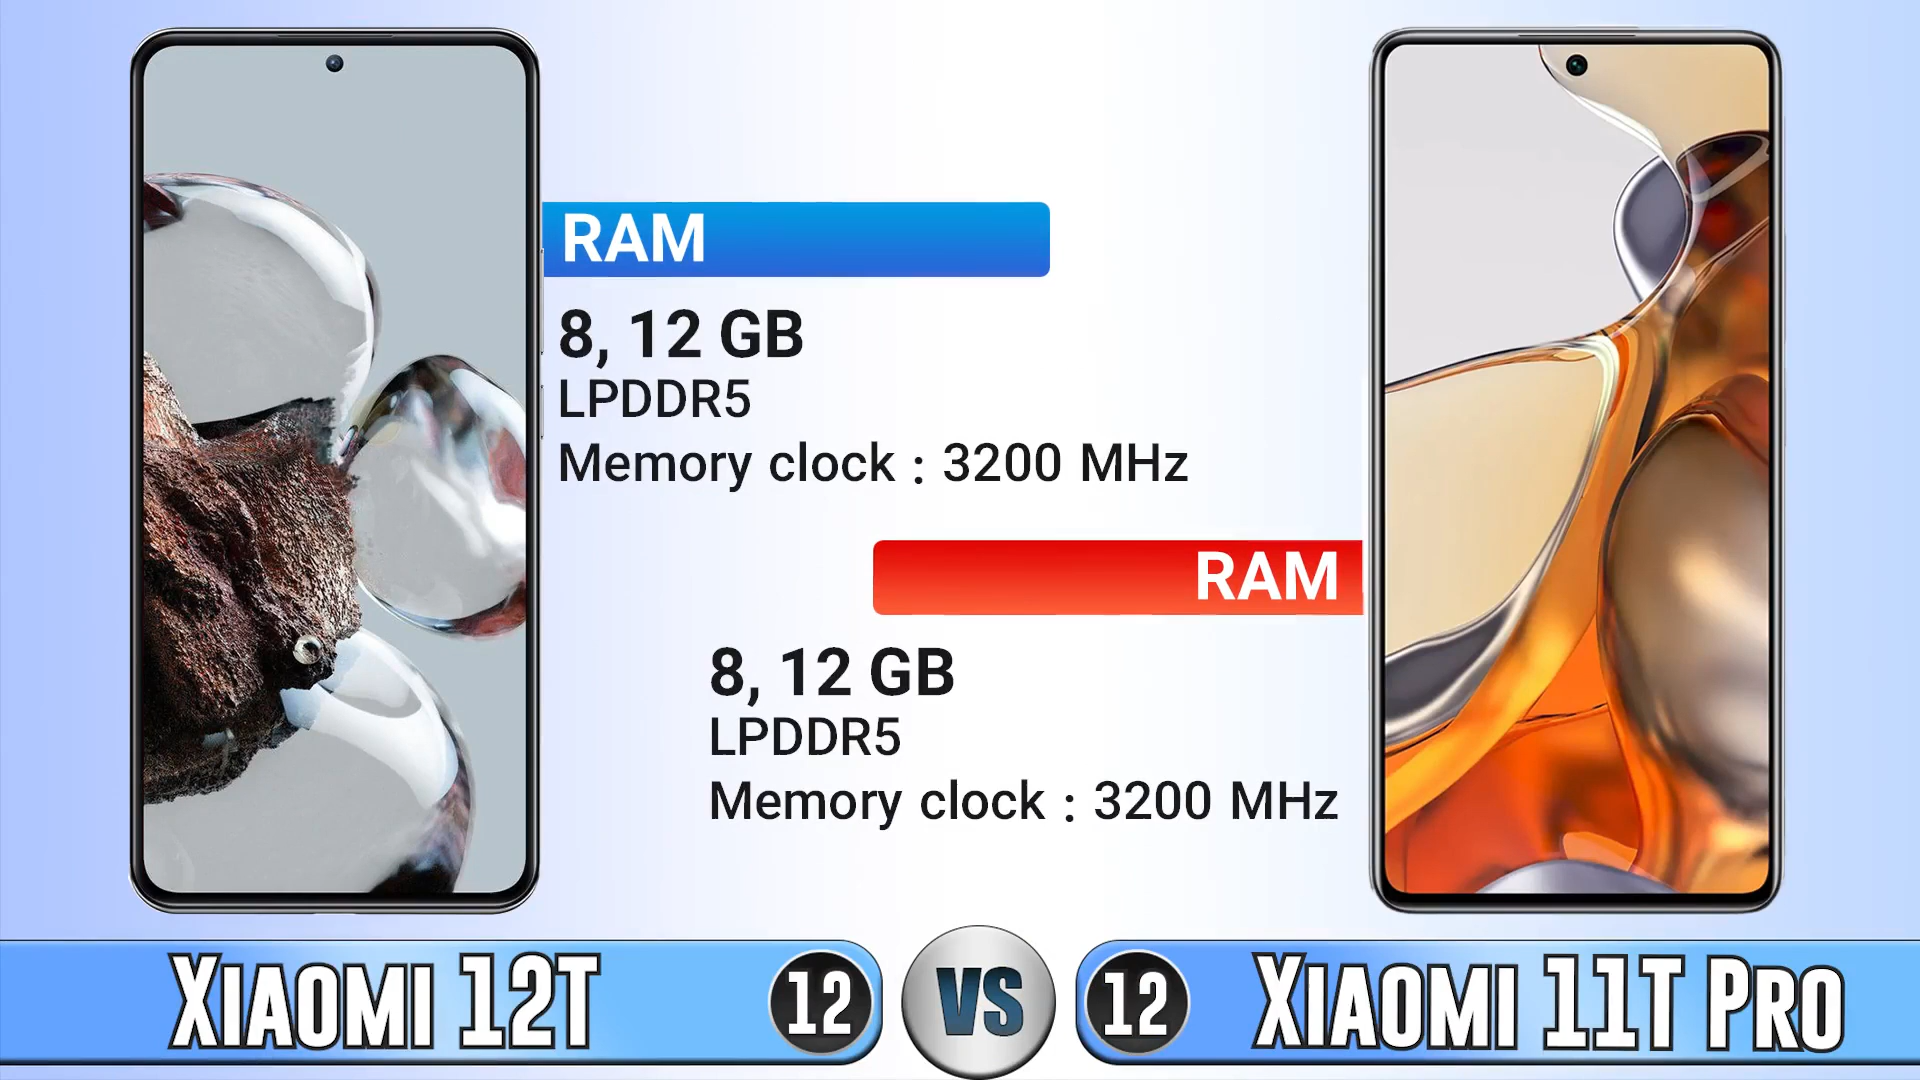 RAM
8, 12 GB
LPDDR5
Memory clock : 3200 MHz
RAM
8, 12 GB
LPDDR5
Memory clock : 3200 MHz
XIAOMI 12T 12 VS 12 XIAOMI 11T PRO